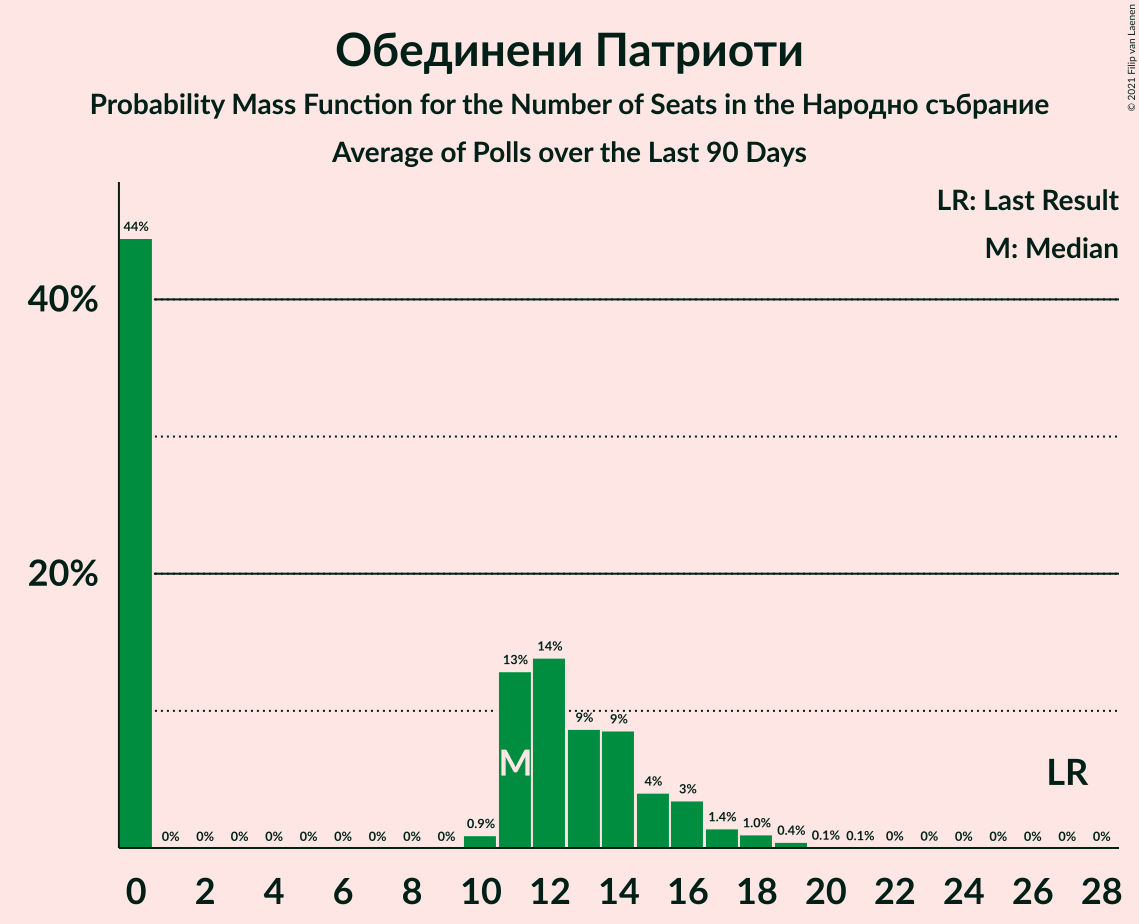 Обединени Патриоти
Probability Mass Function for the Number of Seats in the Народно събрание
Average of Polls over the Last 90 Days
© 2021 Filip van Laenen
LR: Last Result
M: Median
44%
40%
20%
0% 0% 0% 0% 0% 0% 0% 0% 0% 0.9% 13% 14% 9% 9% 4% 3% 1.4% 1.0% 0.4% 0.1% 0.1% 0% 0% 0% 0% 0% 0% 0%
M
LR
0 2 4 6 8 10 12 14 16 18 20 22 24 26 28